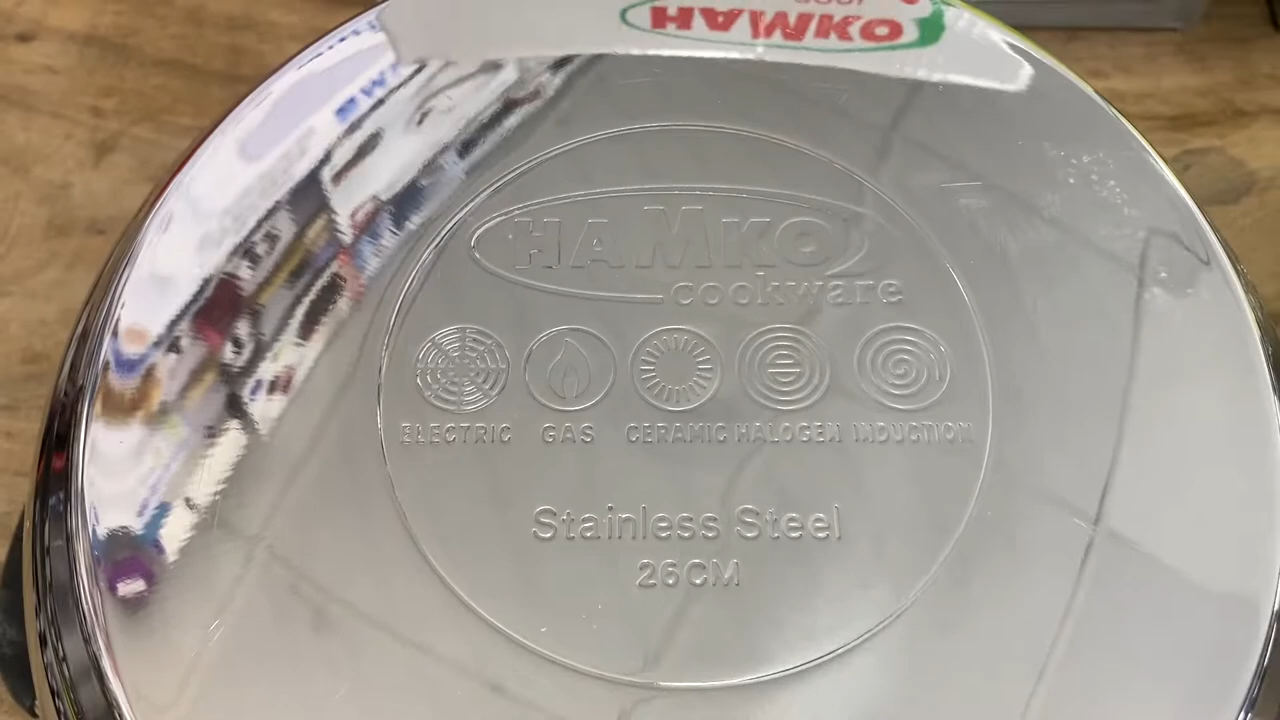 HAMKO
HAMKO
cookware
ELECTRIC GAS CERAMIC HALOGEN INDUCTION
Stainless Steel
26CM